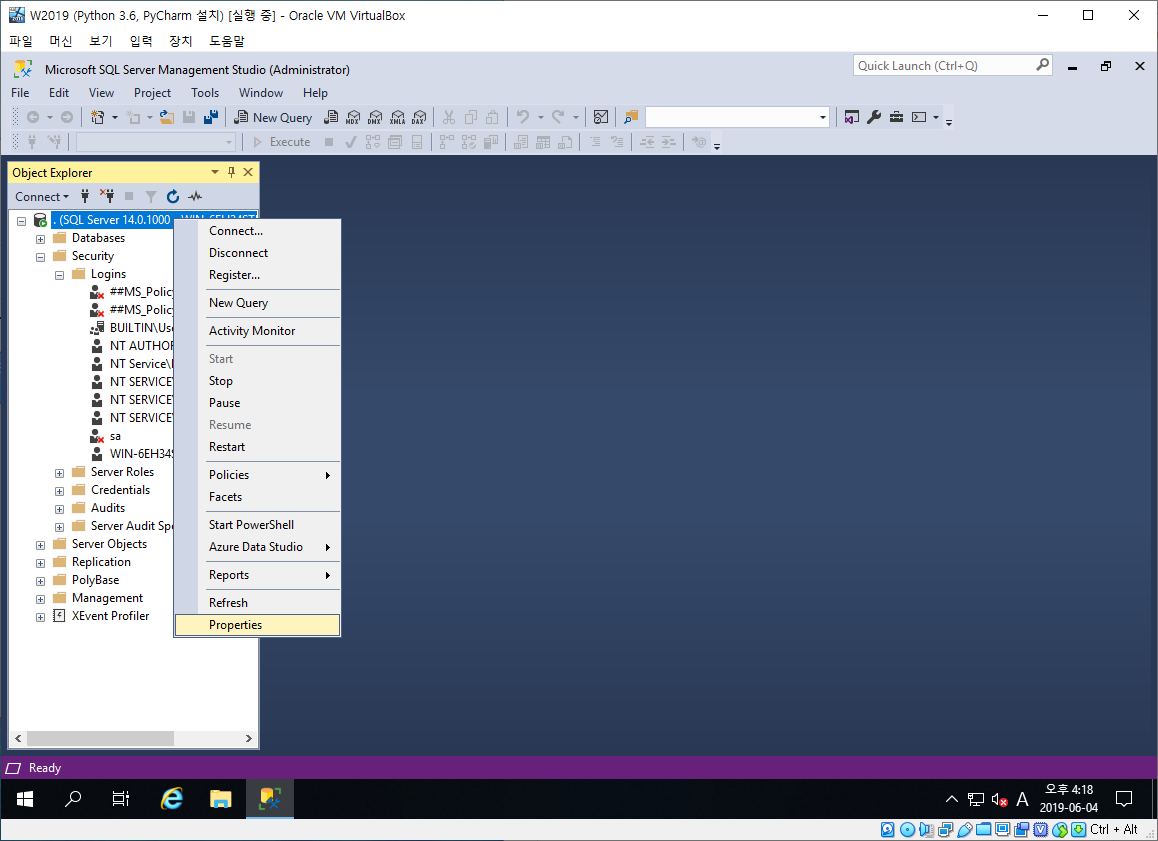 W2019 (Python 3.6, PyCharm 설치) [실행 중] - Oracle VM VirtualBox
파일 머신 보기 입력 장치 도움말
Microsoft SQL Server Management Studio (Administrator)
Quick Launch (Ctrl+Q)
File Edit View Project Tools Window Help
New Query
MDX DMX XMLA DAX
Execute
Object Explorer
Connect
. (SQL Server 14.0.1000
Databases
Security
Logins
##MS_Policy
##MS_Policy
BUILTIN\Use
NT AUTHOR
NT Service\
NT SERVICE\
NT SERVICE\
NT SERVICE\
sa
WIN-6EH34S
Server Roles
Credentials
Audits
Server Audit Spe
Server Objects
Replication
PolyBase
Management
XEvent Profiler
Connect...
Disconnect
Register...
New Query
Activity Monitor
Start
Stop
Pause
Resume
Restart
Policies
Facets
Start PowerShell
Azure Data Studio
Reports
Refresh
Properties
Ready
A
오후 4:18
2019-06-04
Ctrl + Alt